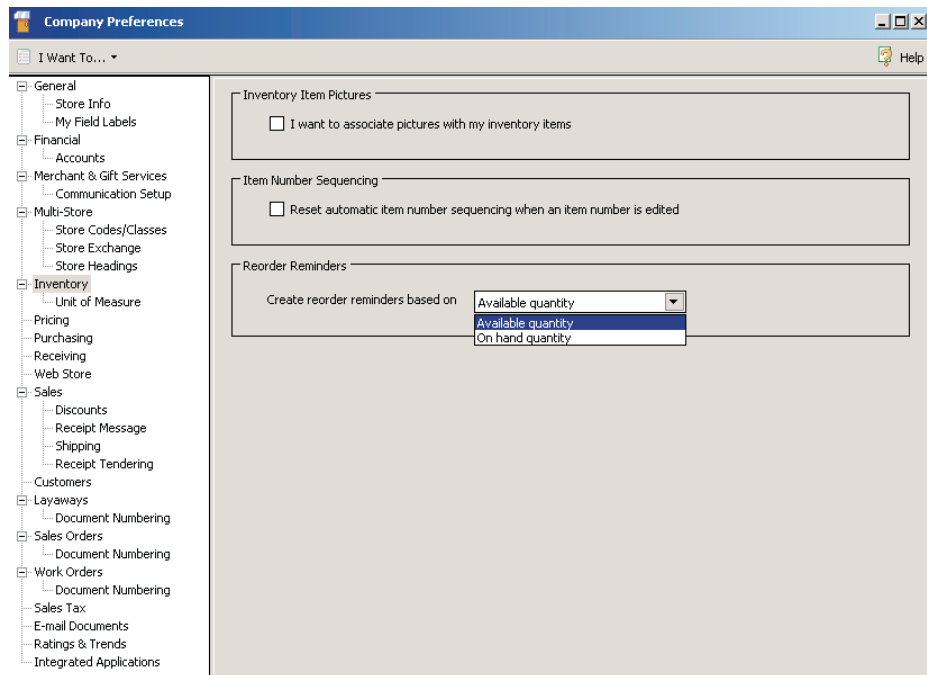 Company Preferences
I Want To...
Help
General
Store Info
My Field Labels
Financial
Accounts
Merchant & Gift Services
Communication Setup
Multi-Store
Store Codes/Classes
Store Exchange
Store Headings
Inventory
Unit of Measure
Pricing
Purchasing
Receiving
Web Store
Sales
Discounts
Receipt Message
Shipping
Receipt Tendering
Customers
Layaways
Document Numbering
Sales Orders
Document Numbering
Work Orders
Document Numbering
Sales Tax
E-mail Documents
Ratings & Trends
Integrated Applications
Inventory Item Pictures
I want to associate pictures with my inventory items
Item Number Sequencing
Reset automatic item number sequencing when an item number is edited
Reorder Reminders
Create reorder reminders based on Available quantity
Available quantity
On hand quantity